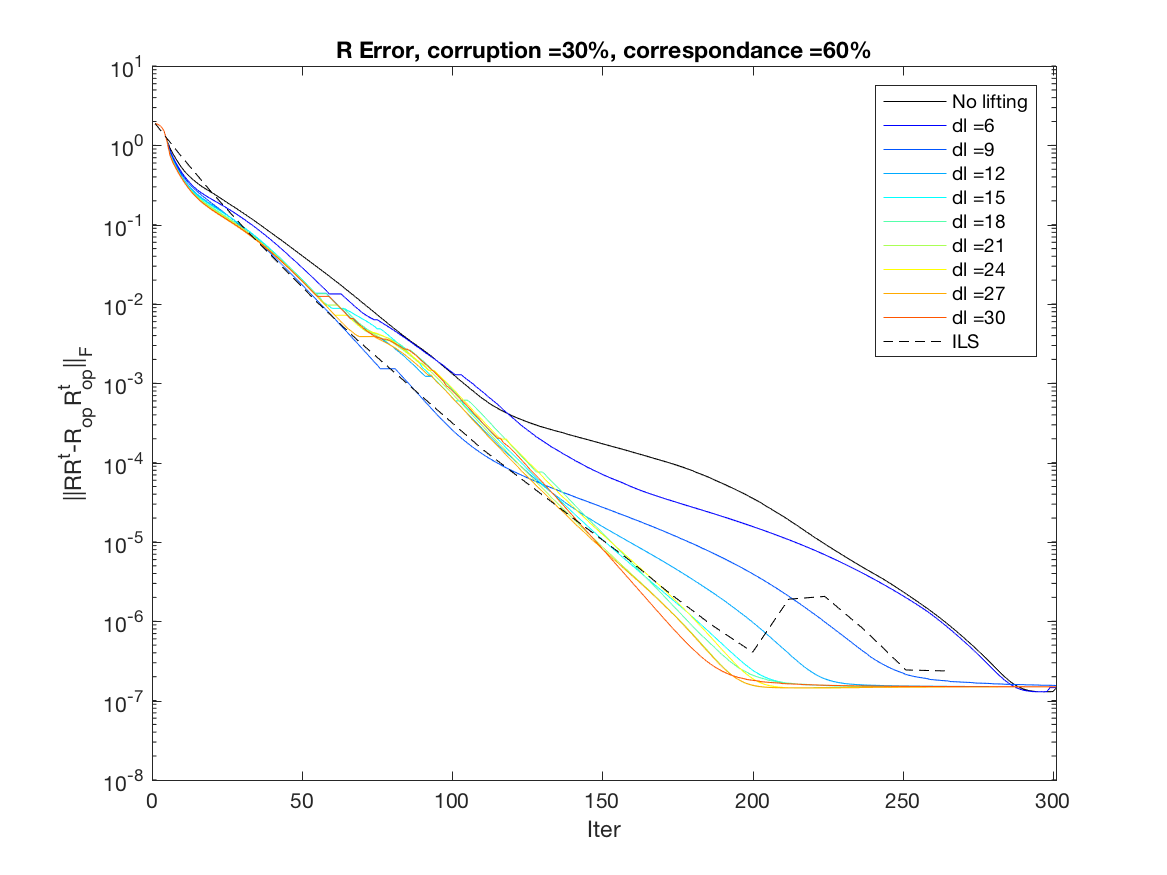 R Error, corruption =30%, correspondance =60%
10^1
10^0
10^-1
10^-2
10^-3
10^-4
10^-5
10^-6
10^-7
10^-8
||RR^t-R_op R^t_op||_F
0 50 100 150 200 250 300
Iter
No lifting
dl =6
dl =9
dl =12
dl =15
dl =18
dl =21
dl =24
dl =27
dl =30
ILS